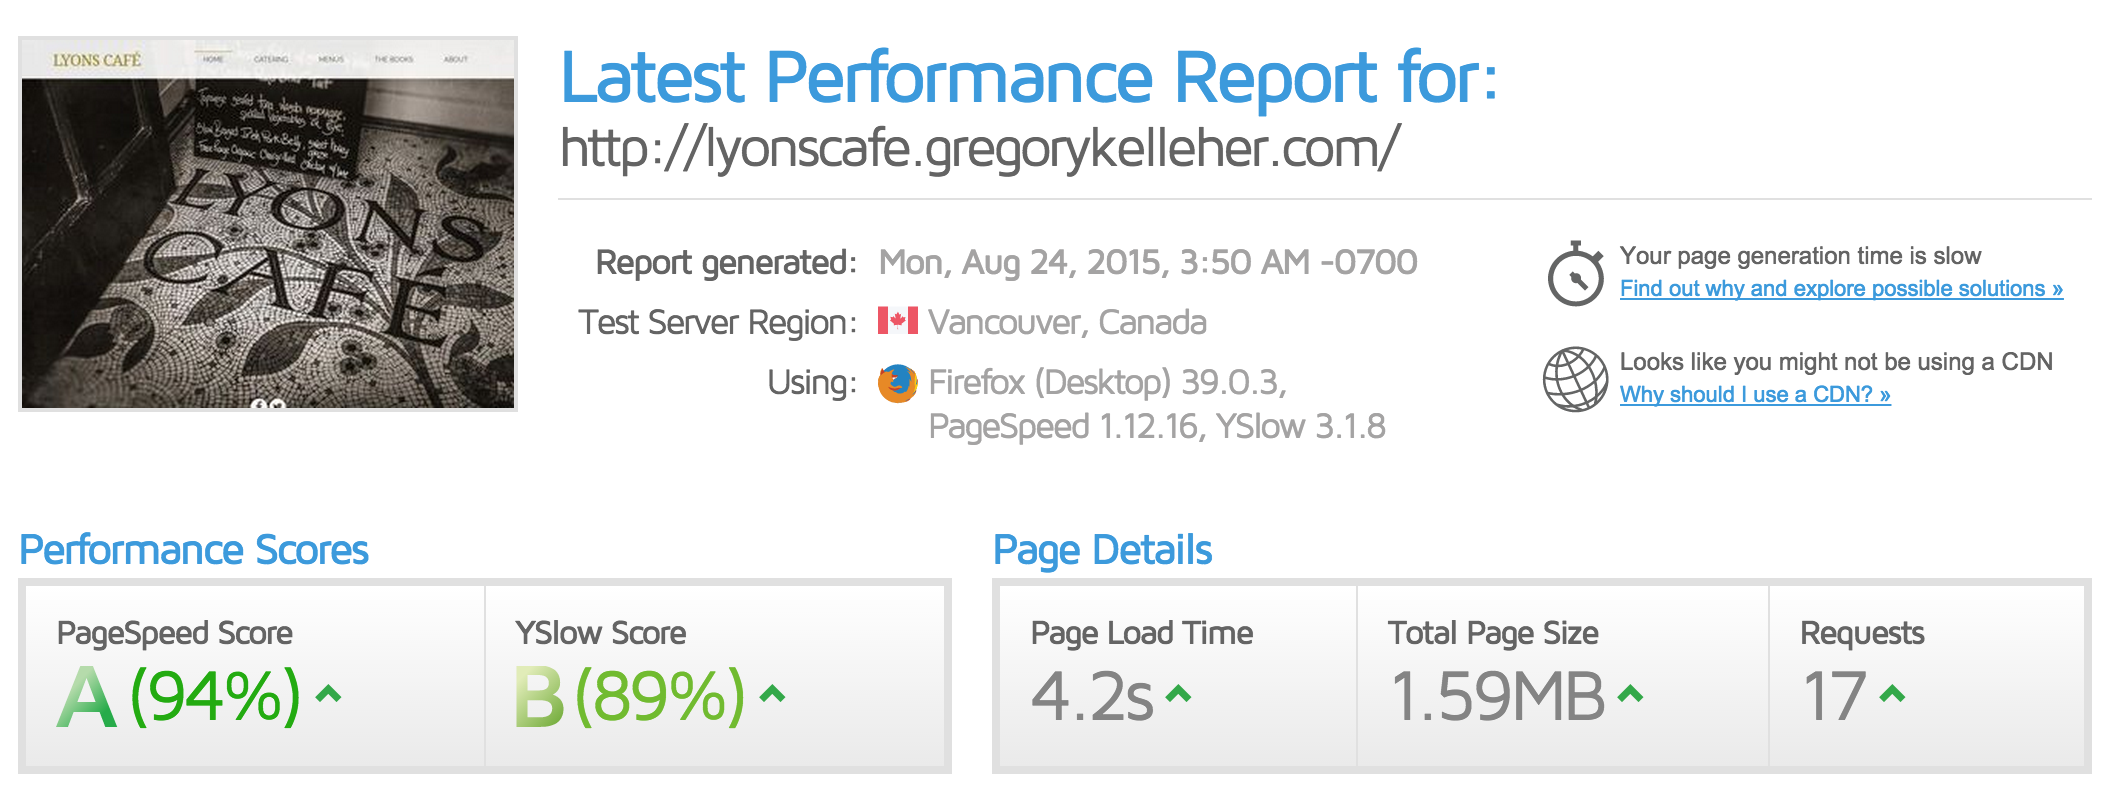 LYONS CAFÉ
HOME CATERING MENUS THE BOOKS ABOUT
LYONS
CAFÉ
Latest Performance Report for:
http://lyonscafe.gregorykelleher.com/
Report generated: Mon, Aug 24, 2015, 3:50 AM -0700
Test Server Region: Vancouver, Canada
Using: Firefox (Desktop) 39.0.3,
PageSpeed 1.12.16, YSlow 3.1.8
Your page generation time is slow
Find out why and explore possible solutions »
Looks like you might not be using a CDN
Why should I use a CDN? »
Performance Scores
PageSpeed Score
A (94%)
YSlow Score
B (89%)
Page Details
Page Load Time
4.2s
Total Page Size
1.59MB
Requests
17